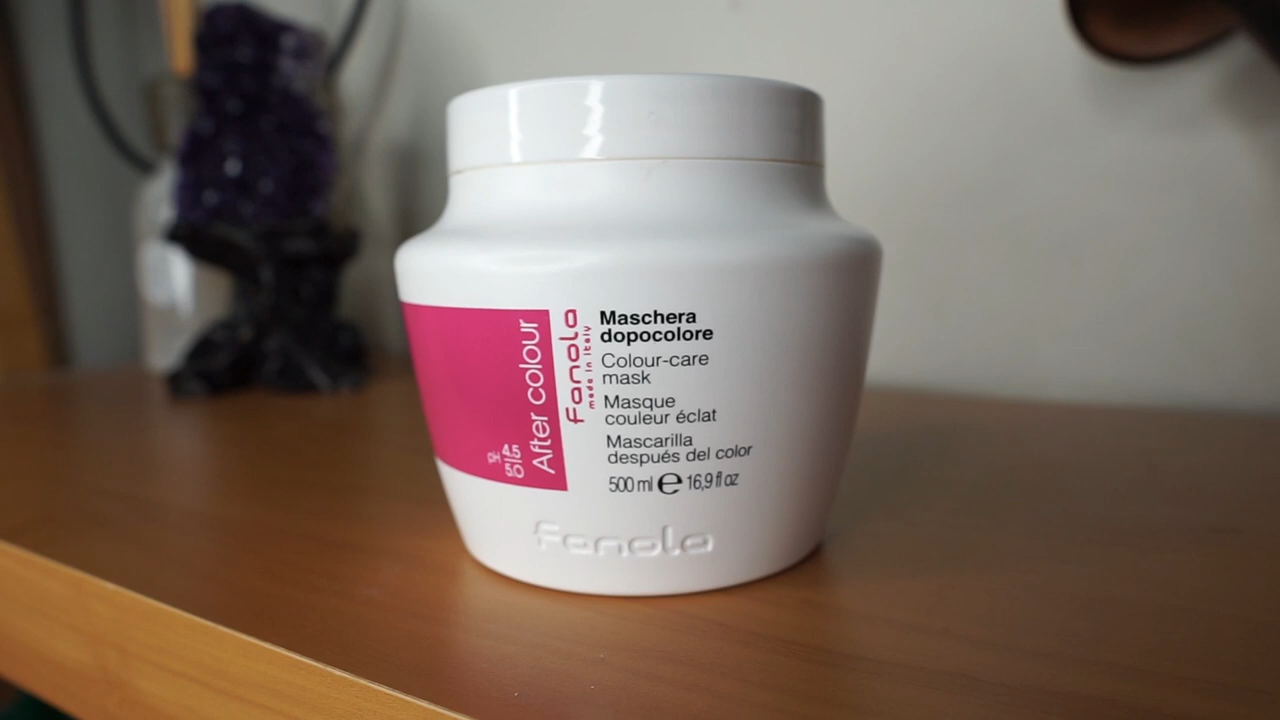 After colour
pH 4.5
5.0
Fanola
made in italy
Maschera
dopocolore
Colour-care
mask
Masque
couleur éclat
Mascarilla
después del color
500 ml ℮ 16,9 fl oz
fanola